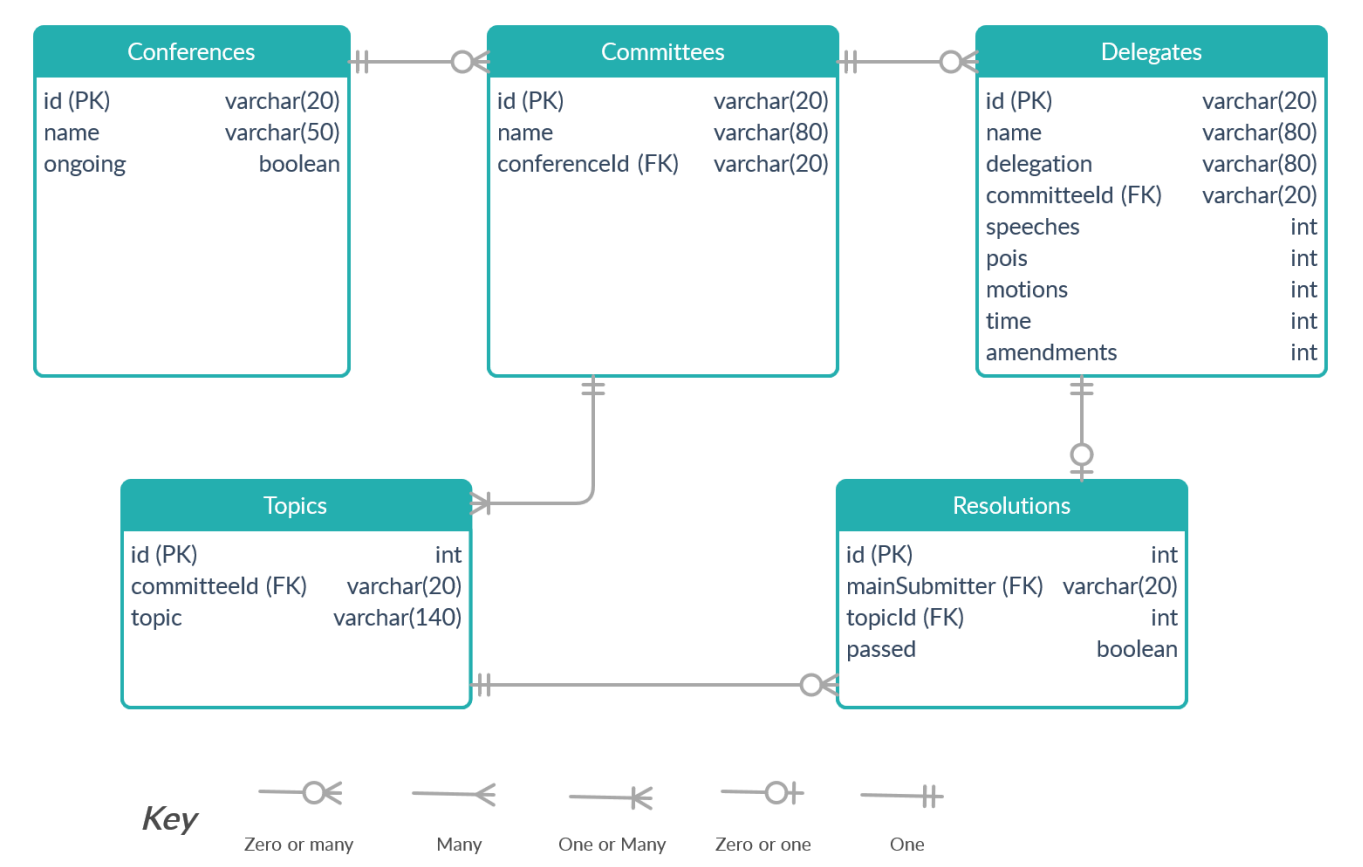 Conferences
id (PK) varchar(20)
name varchar(50)
ongoing boolean
Committees
id (PK) varchar(20)
name varchar(80)
conferenceId (FK) varchar(20)
Delegates
id (PK) varchar(20)
name varchar(80)
delegation varchar(80)
committeeId (FK) varchar(20)
speeches int
pois int
motions int
time int
amendments int
Topics
id (PK) int
committeeId (FK) varchar(20)
topic varchar(140)
Resolutions
id (PK) int
mainSubmitter (FK) varchar(20)
topicId (FK) int
passed boolean
Key
Zero or many
Many
One or Many
Zero or one
One